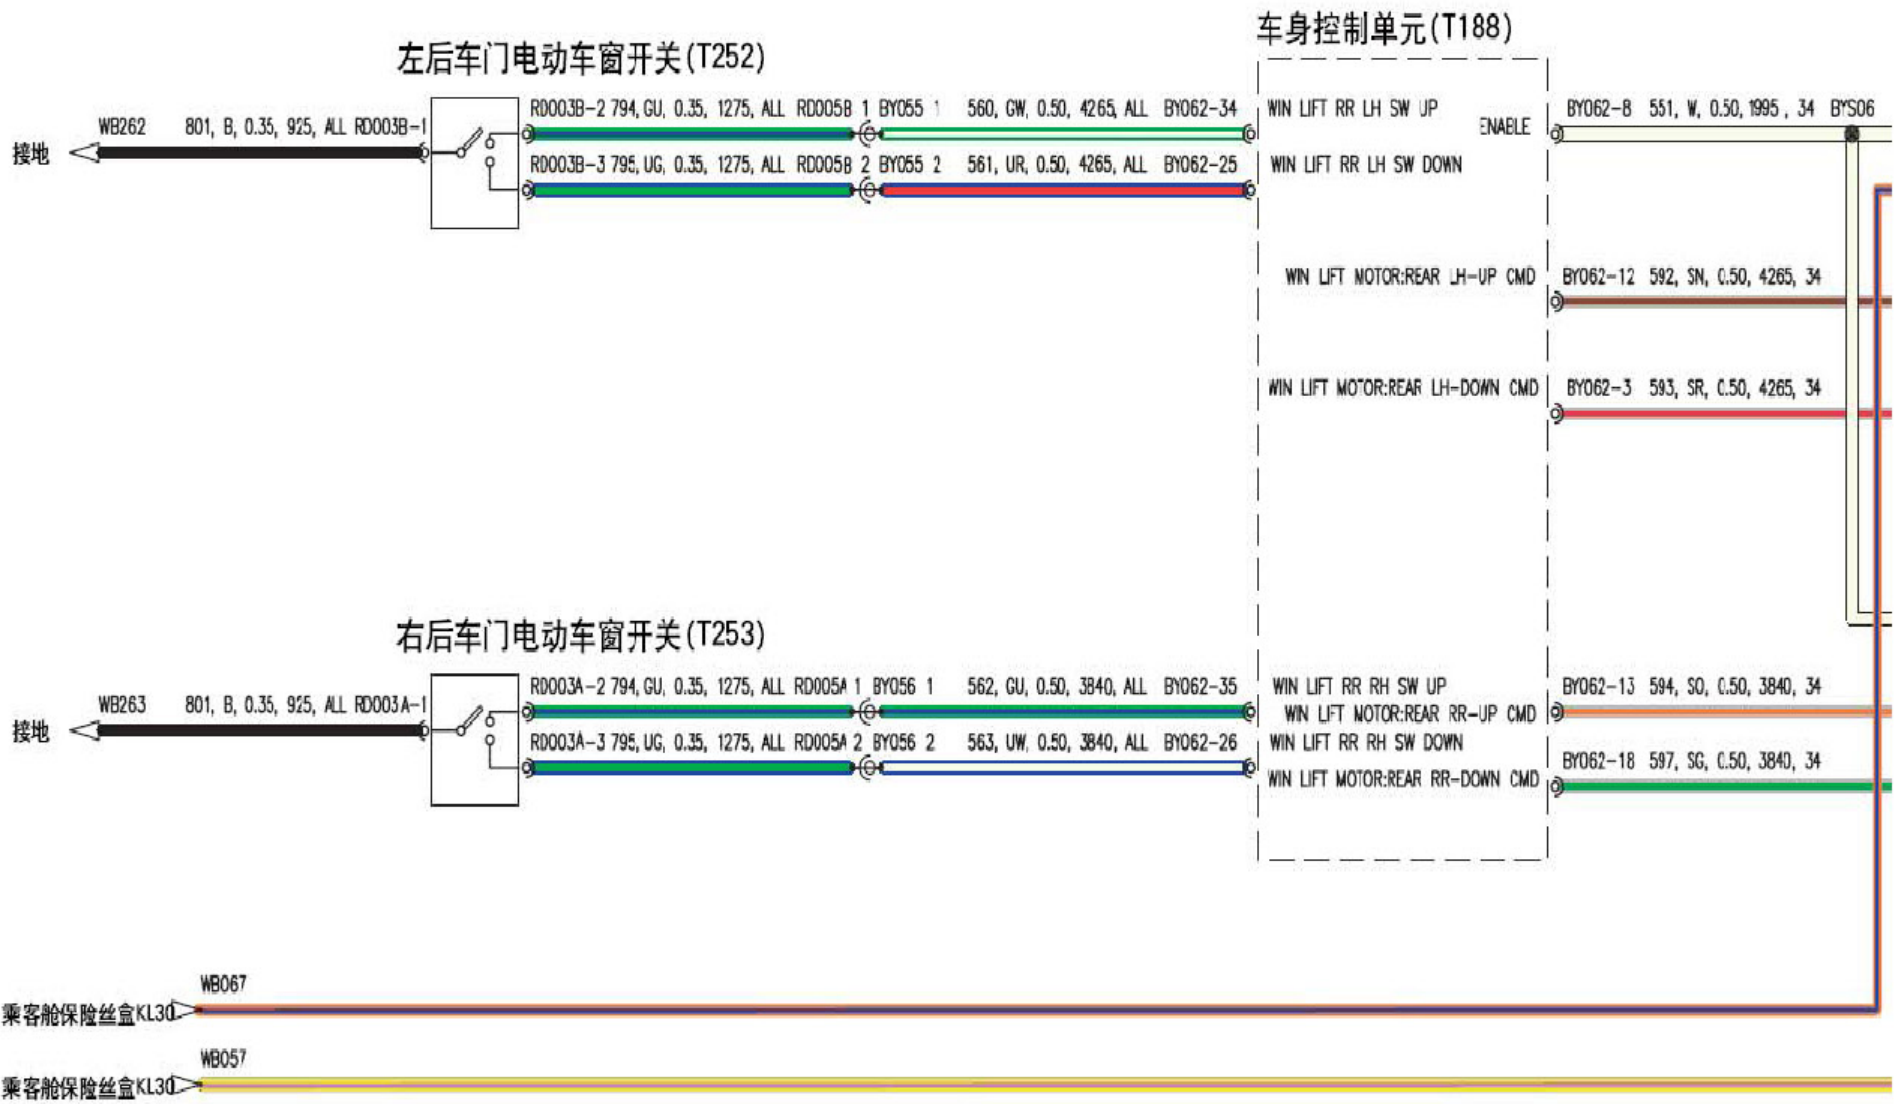 车身控制单元(T188)
左后车门电动车窗开关(T252)
RD003B-2 794, GU, 0.35, 1275, ALL RD005B 1 BY055 1 560, GW, 0.50, 4265, ALL BY062-34 WIN LIFT RR LH SW UP
BY062-8 551, W, 0.50, 1995 , 34 BYS06
WB262 801, B, 0.35, 925, ALL RD003B-1
ENABLE
接地
RD003B-3 795, UG, 0.35, 1275, ALL RD005B 2 BY055 2 561, UR, 0.50, 4265, ALL BY062-25 WIN LIFT RR LH SW DOWN
WIN LIFT MOTOR:REAR LH-UP CMD BY062-12 592, SN, 0.50, 4265, 34
WIN LIFT MOTOR:REAR LH-DOWN CMD BY062-3 593, SR, 0.50, 4265, 34
右后车门电动车窗开关(T253)
RD003A-2 794, GU, 0.35, 1275, ALL RD005A 1 BY056 1 562, GU, 0.50, 3840, ALL BY062-35 WIN LIFT RR RH SW UP
BY062-13 594, SO, 0.50, 3840, 34
WB263 801, B, 0.35, 925, ALL RD003A-1
WIN LIFT MOTOR:REAR RR-UP CMD
接地
RD003A-3 795, UG, 0.35, 1275, ALL RD005A 2 BY056 2 563, UW, 0.50, 3840, ALL BY062-26 WIN LIFT RR RH SW DOWN
BY062-18 597, SG, 0.50, 3840, 34
WIN LIFT MOTOR:REAR RR-DOWN CMD
WB067
乘客舱保险丝盒KL30
WB057
乘客舱保险丝盒KL30